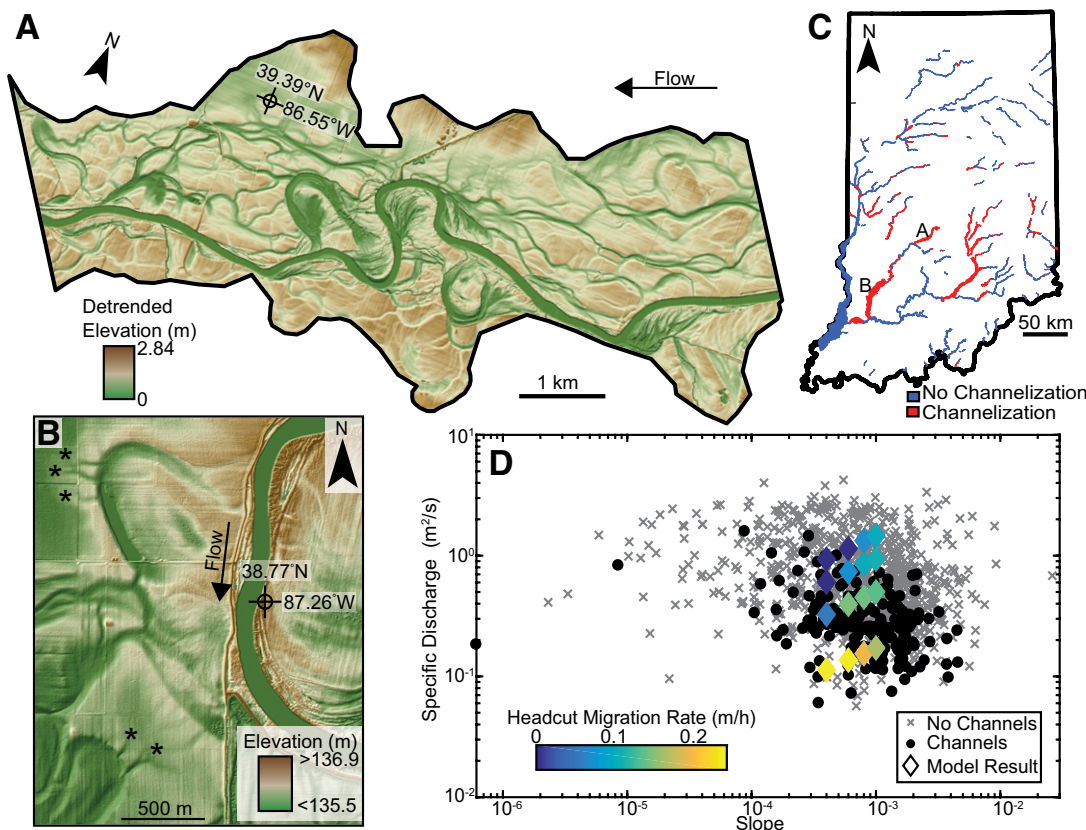 A
N
39.39°N
86.55°W
Flow
Detrended
Elevation (m)
2.84
0
1 km
B
N
***
Flow
38.77°N
87.26°W
**
Elevation (m)
>136.9
<135.5
500 m
C
N
A
B
50 km
No Channelization
Channelization
D
10¹
10⁰
10⁻¹
10⁻²
Specific Discharge (m²/s)
Headcut Migration Rate (m/h)
0 0.1 0.2
No Channels
Channels
Model Result
10⁻⁶ 10⁻⁵ 10⁻⁴ 10⁻³ 10⁻²
Slope